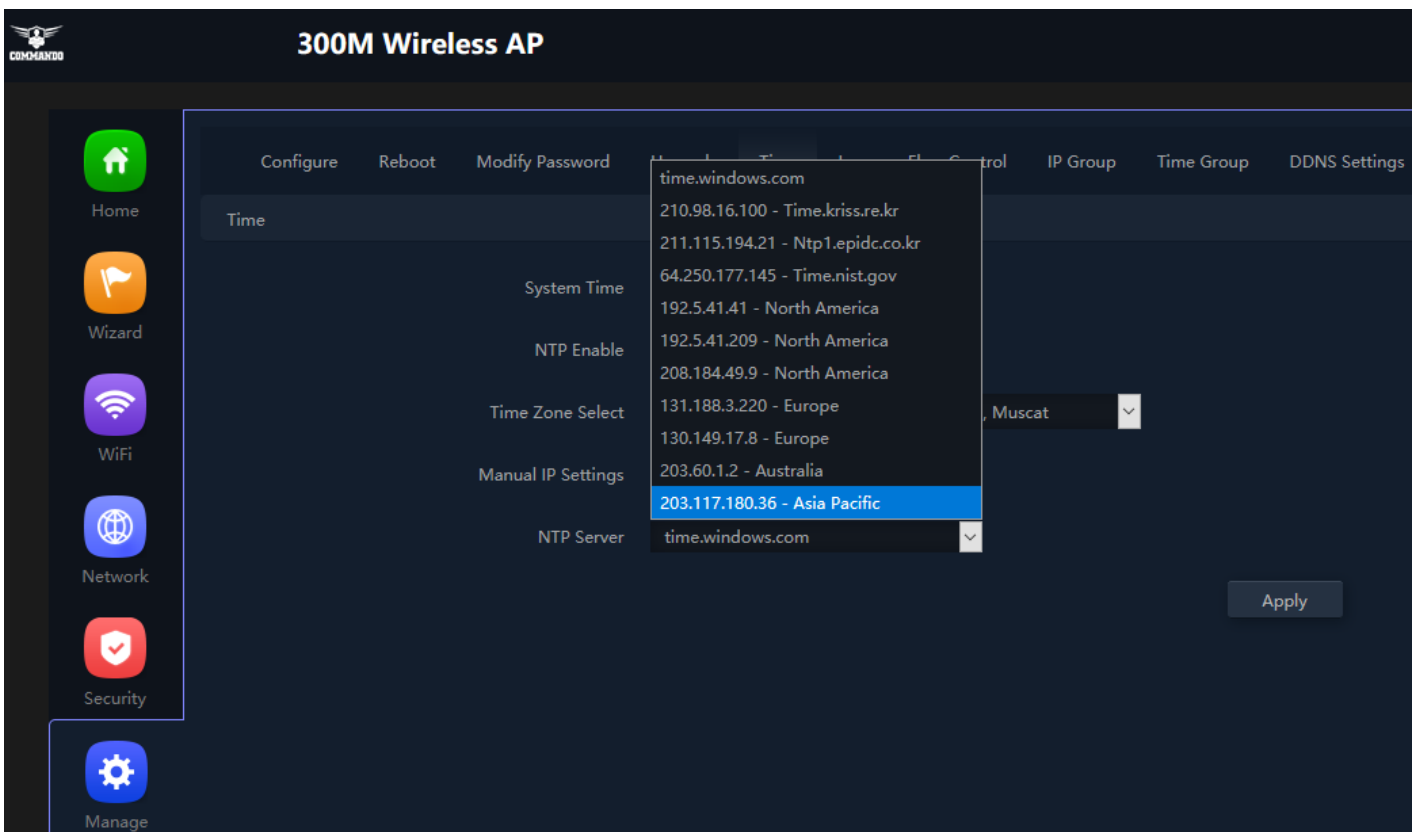 COMMANDO
300M Wireless AP
Configure Reboot Modify Password IP Group Time Group DDNS Settings
Home
Time
time.windows.com
210.98.16.100 - Time.kriss.re.kr
211.115.194.21 - Ntp1.epidc.co.kr
System Time
64.250.177.145 - Time.nist.gov
192.5.41.41 - North America
Wizard
NTP Enable
192.5.41.209 - North America
208.184.49.9 - North America
Time Zone Select
131.188.3.220 - Europe
, Muscat
130.149.17.8 - Europe
WiFi
Manual IP Settings
203.60.1.2 - Australia
203.117.180.36 - Asia Pacific
NTP Server time.windows.com
Network
Apply
Security
Manage